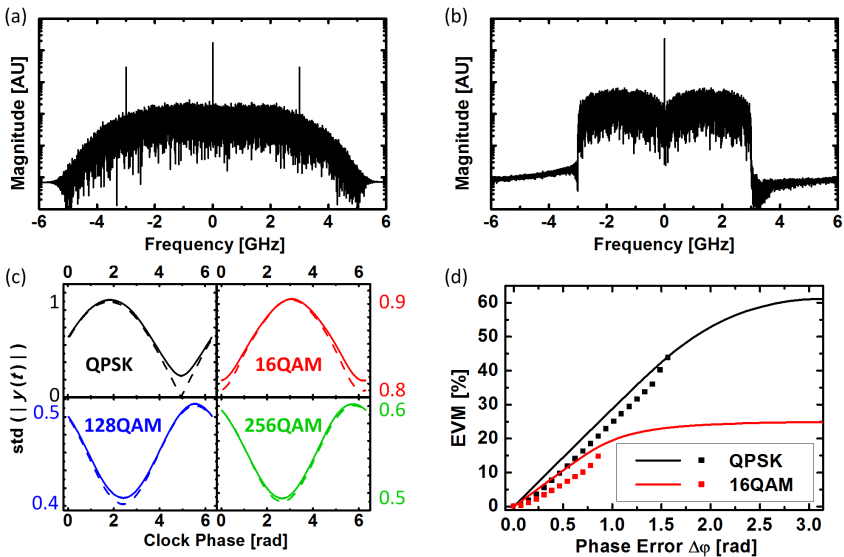 (a)
Magnitude [AU]
-6 -4 -2 0 2 4 6
Frequency [GHz]
(b)
Magnitude [AU]
-6 -4 -2 0 2 4 6
Frequency [GHz]
(c)
0 2 4 6 0 2 4 6
std (| y (t) |)
1
0
QPSK
16QAM
0.9
0.8
0.5
0.4
128QAM
256QAM
0.6
0.5
0 2 4 6 0 2 4 6
Clock Phase [rad]
(d)
EVM [%]
60
50
40
30
20
10
0
QPSK
16QAM
0.0 0.5 1.0 1.5 2.0 2.5 3.0
Phase Error Δφ [rad]